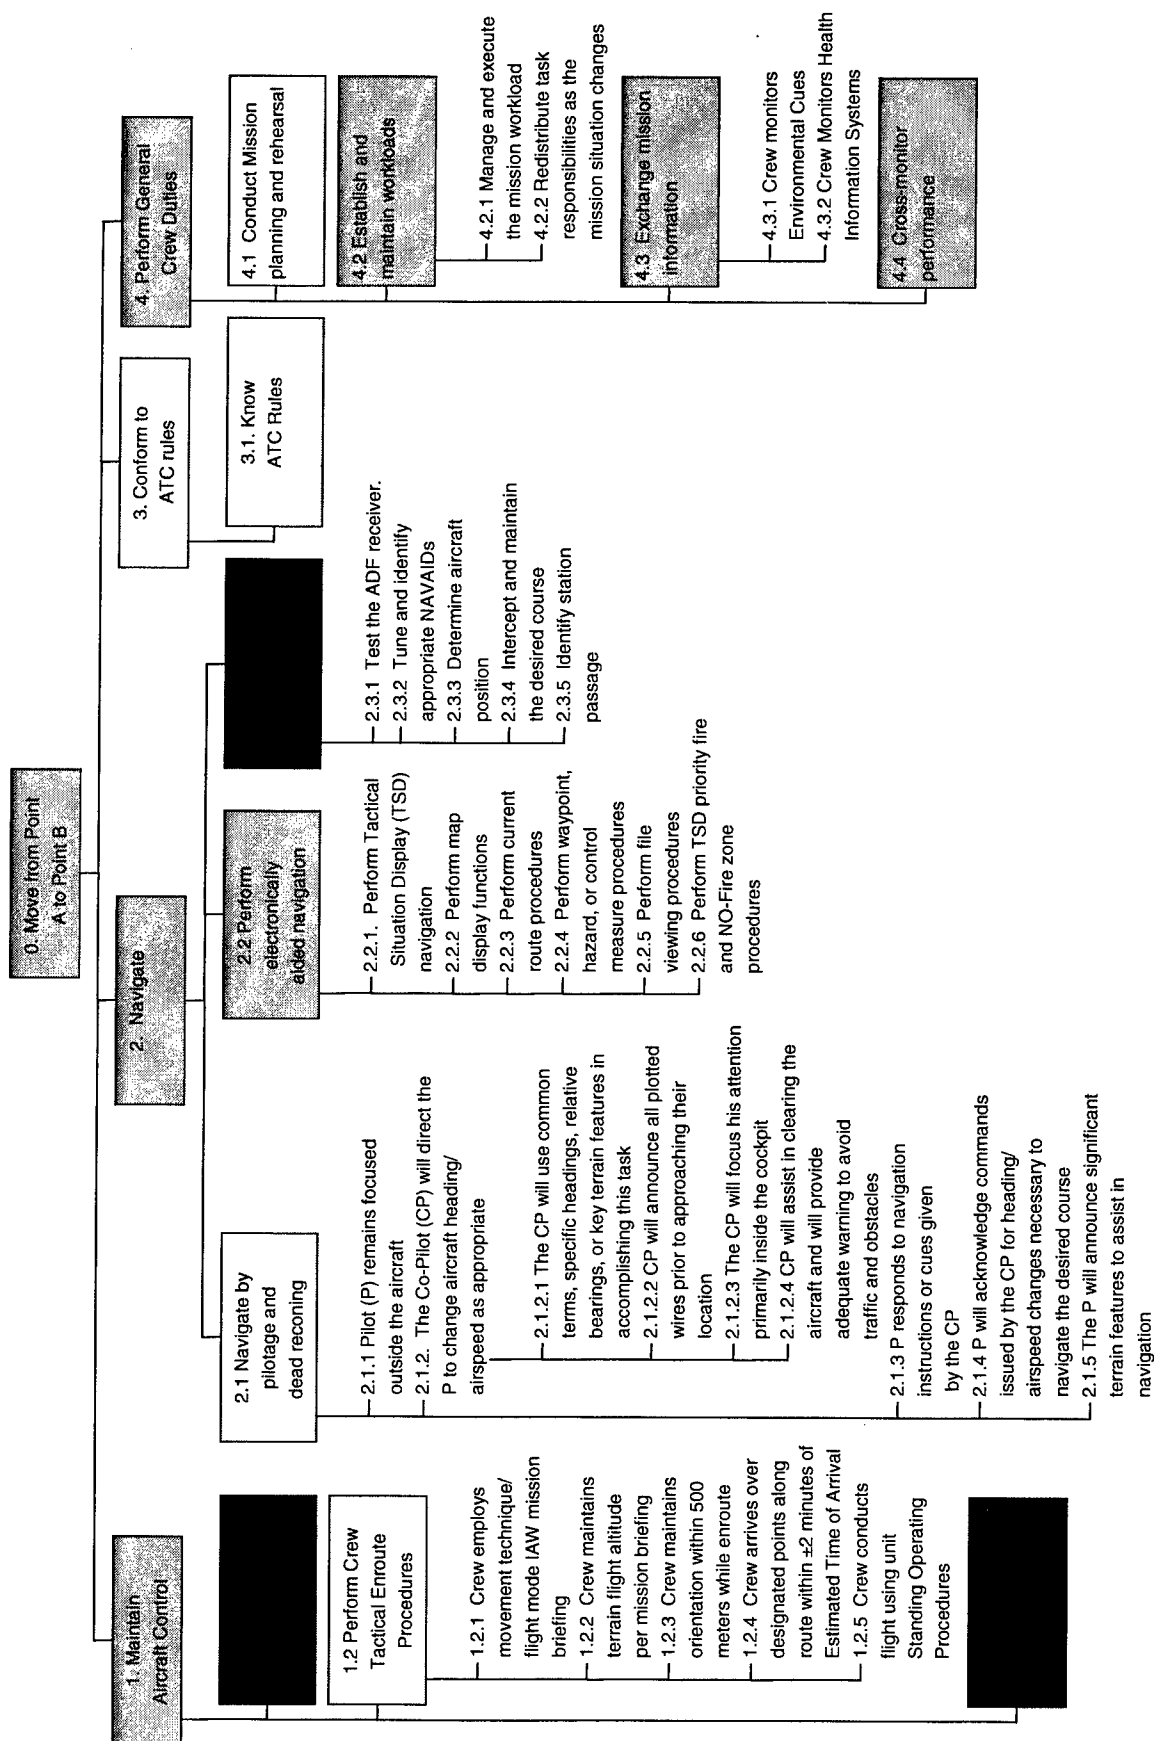 0. Move from Point
A to Point B
1. Maintain
Aircraft Control
1.2 Perform Crew
Tactical Enroute
Procedures
1.2.1 Crew employs
movement technique/
flight mode IAW mission
briefing
1.2.2 Crew maintains
terrain flight altitude
per mission briefing
1.2.3 Crew maintains
orientation within 500
meters while enroute
1.2.4 Crew arrives over
designated points along
route within ±2 minutes of
Estimated Time of Arrival
1.2.5 Crew conducts
flight using unit
Standing Operating
Procedures
2. Navigate
2.1 Navigate by
pilotage and
dead reconing
2.1.1 Pilot (P) remains focused
outside the aircraft
2.1.2. The Co-Pilot (CP) will direct the
P to change aircraft heading/
airspeed as appropriate
2.1.2.1 The CP will use common
terms, specific headings, relative
bearings, or key terrain features in
accomplishing this task
2.1.2.2 CP will announce all plotted
wires prior to approaching their
location
2.1.2.3 The CP will focus his attention
primarily inside the cockpit
2.1.2.4 CP will assist in clearing the
aircraft and will provide
adequate warning to avoid
traffic and obstacles
2.1.3 P responds to navigation
instructions or cues given
by the CP
2.1.4 P will acknowledge commands
issued by the CP for heading/
airspeed changes necessary to
navigate the desired course
2.1.5 The P will announce significant
terrain features to assist in
navigation
2.2 Perform
electronically
aided navigation
2.2.1. Perform Tactical
Situation Display (TSD)
navigation
2.2.2 Perform map
display functions
2.2.3 Perform current
route procedures
2.2.4 Perform waypoint,
hazard, or control
measure procedures
2.2.5 Perform file
viewing procedures
2.2.6 Perform TSD priority fire
and NO-Fire zone
procedures
2.3.1 Test the ADF receiver.
2.3.2 Tune and identify
appropriate NAVAIDs
2.3.3 Determine aircraft
position
2.3.4 Intercept and maintain
the desired course
2.3.5 Identify station
passage
3. Conform to
ATC rules
3.1. Know
ATC Rules
4. Perform General
Crew Duties
4.1 Conduct Mission
planning and rehearsal
4.2 Establish and
maintain workloads
4.2.1 Manage and execute
the mission workload
4.2.2 Redistribute task
responsibilities as the
mission situation changes
4.3 Exchange mission
information
4.3.1 Crew monitors
Environmental Cues
4.3.2 Crew Monitors Health
Information Systems
4.4 Cross-monitor
performance